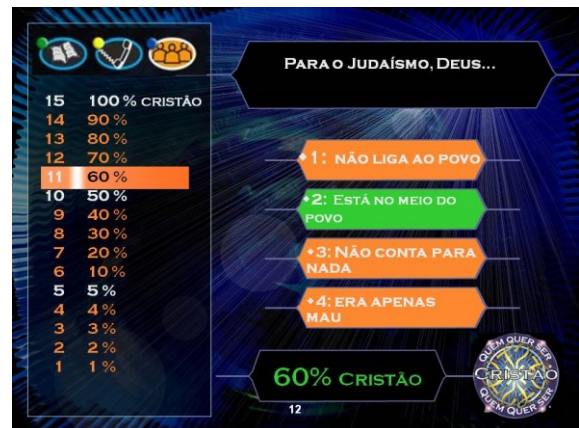 PARA O JUDAÍSMO, DEUS...
15 100 % CRISTÃO
14 90 %
13 80 %
12 70 %
11 60 %
10 50 %
9 40 %
8 30 %
7 20 %
6 10 %
5 5 %
4 4 %
3 3 %
2 2 %
1 1 %
1: NÃO LIGA AO POVO
2: ESTÁ NO MEIO DO
POVO
3: NÃO CONTA PARA
NADA
4: ERA APENAS
MAU
60% CRISTÃO
12
QUEM QUER SER
CRISTÃO
QUEM QUER SER